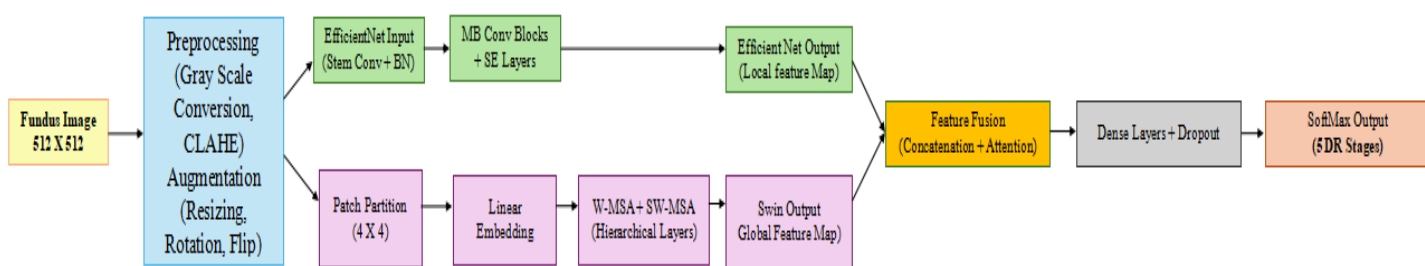 Fundus Image
512 X 512
Preprocessing
(Gray Scale
Conversion,
CLAHE)
Augmentation
(Resizing,
Rotation, Flip)
EfficientNet Input
(Stem Conv + BN)
MB Conv Blocks
+ SE Layers
Efficient Net Output
(Local feature Map)
Patch Partition
(4 X 4)
Linear
Embedding
W-MSA + SW-MSA
(Hierarchical Layers)
Swin Output
Global Feature Map)
Feature Fusion
(Concatenation + Attention)
Dense Layers + Dropout
SoftMax Output
(5 DR Stages)